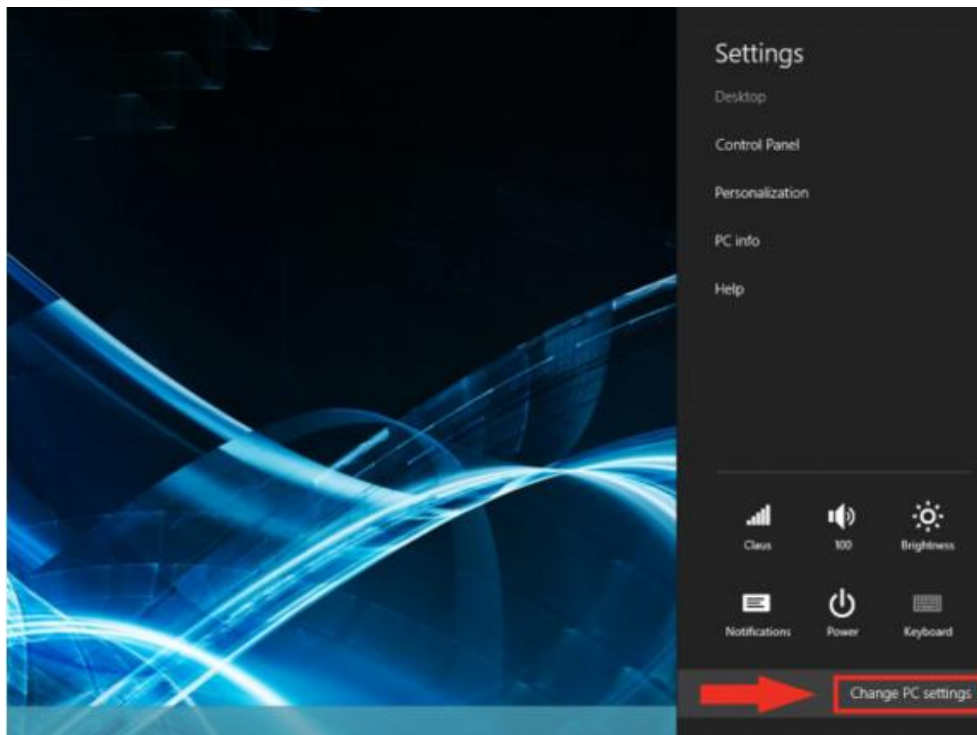 Settings
Desktop
Control Panel
Personalization
PC info
Help
Claus 100 Brightness
Notifications Power Keyboard
Change PC settings